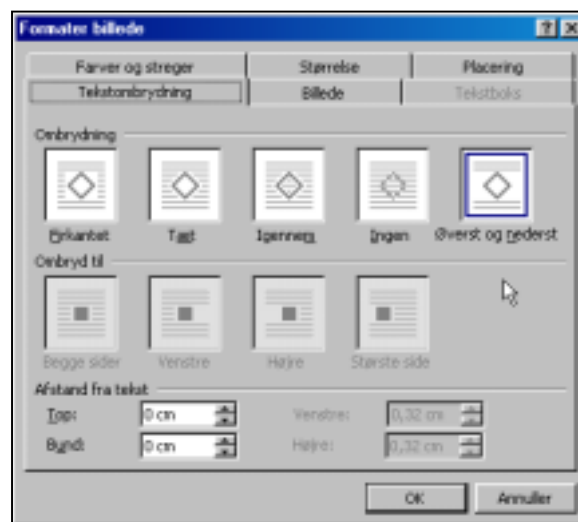 Formater billede
Farver og streger Størrelse Placering
Tekstombrydning Billede Tekstboks
Ombrydning
Firkantet Tæt Igennem Ingen Øverst og nederst
Ombryd til
Begge sider Venstre Højre Største side
Afstand fra tekst
Top: 0 cm Venstre: 0,32 cm
Bund: 0 cm Højre: 0,32 cm
OK Annuller